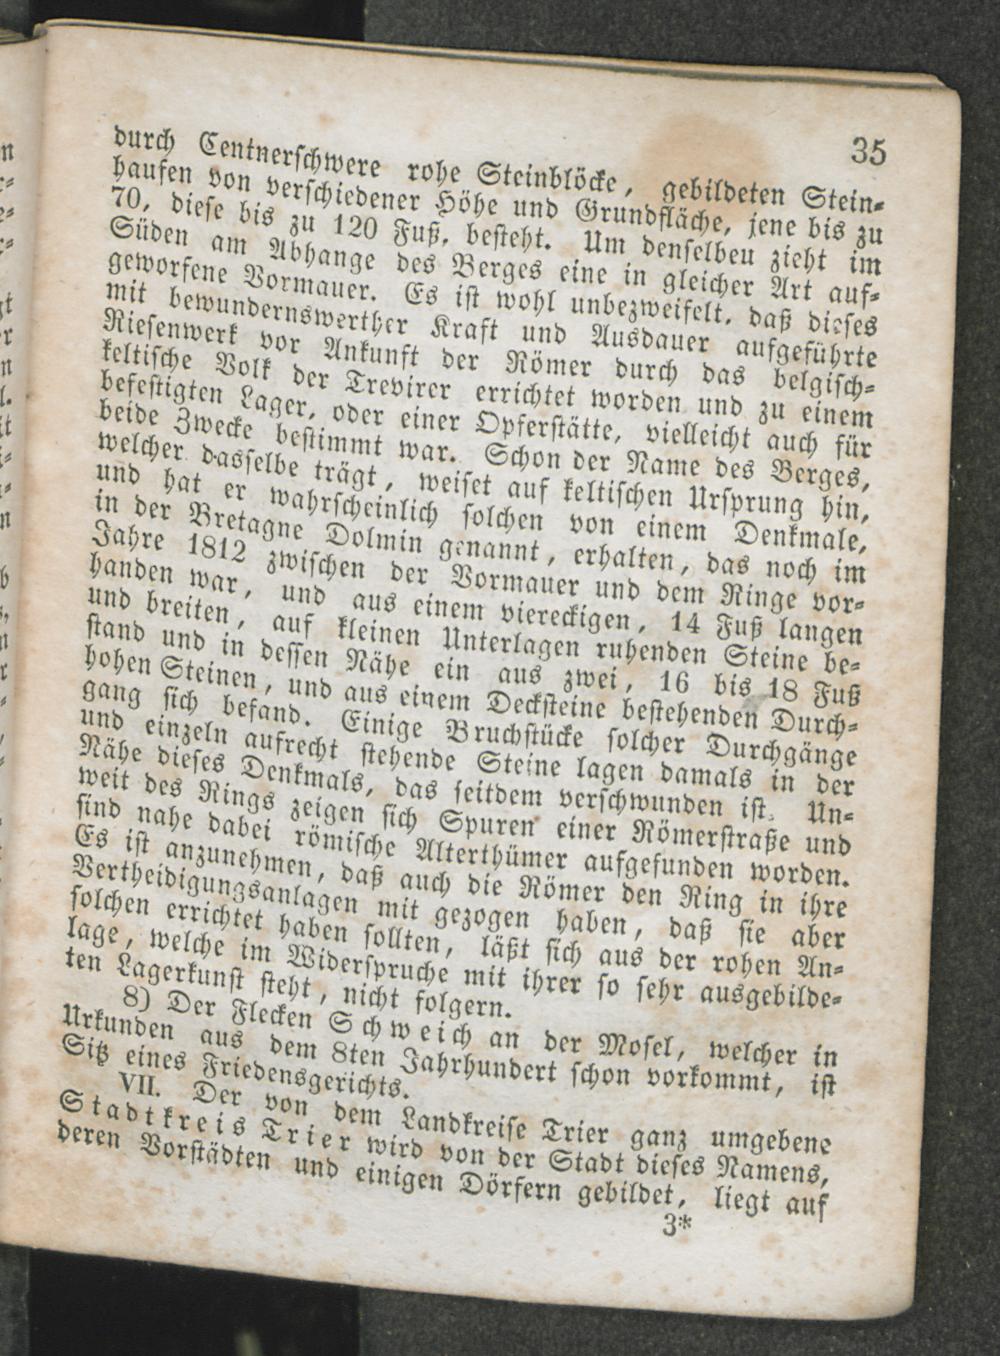 35
durch Centnerschwere rohe Steinblöcke, gebildeten Stein-
haufen von verschiedener Höhe und Grundfläche, jene bis zu
70, diese bis zu 120 Fuß, besteht. Um denselben zieht im
Süden am Abhange des Berges eine in gleicher Art auf-
geworfene Vormauer. Es ist wohl unbezweifelt, daß dieses
mit bewundernswerther Kraft und Ausdauer aufgeführte
Riesenwerk vor Ankunft der Römer durch das belgisch-
keltische Volk der Trevirer errichtet worden und zu einem
befestigten Lager, oder einer Opferstätte, vielleicht auch für
beide Zwecke bestimmt war. Schon der Name des Berges,
welcher dasselbe trägt, weiset auf keltischen Ursprung hin,
und hat er wahrscheinlich solchen von einem Denkmale,
in der Bretagne Dolmin genannt, erhalten, das noch im
Jahre 1812 zwischen der Vormauer und dem Ringe vor-
handen war, und aus einem viereckigen, 14 Fuß langen
und breiten, auf kleinen Unterlagen ruhenden Steine be-
stand und in dessen Nähe ein aus zwei, 16 bis 18 Fuß
hohen Steinen, und aus einem Decksteine bestehenden Durch-
gang sich befand. Einige Bruchstücke solcher Durchgänge
und einzeln aufrecht stehende Steine lagen damals in der
Nähe dieses Denkmals, das seitdem verschwunden ist. Un-
weit des Rings zeigen sich Spuren einer Römerstraße und
sind nahe dabei römische Alterthümer aufgefunden worden.
Es ist anzunehmen, daß auch die Römer den Ring in ihre
Vertheidigungsanlagen mit gezogen haben, daß sie aber
solchen errichtet haben sollten, läßt sich aus der rohen An-
lage, welche im Widerspruche mit ihrer so sehr ausgebilde-
ten Lagerkunst steht, nicht folgern.
8) Der Flecken Schweich an der Mosel, welcher in
Urkunden aus dem 8ten Jahrhundert schon vorkommt, ist
Sitz eines Friedensgerichts.
VII. Der von dem Landkreise Trier ganz umgebene
Stadtkreis Trier wird von der Stadt dieses Namens,
deren Vorstädten und einigen Dörfern gebildet, liegt auf
3*